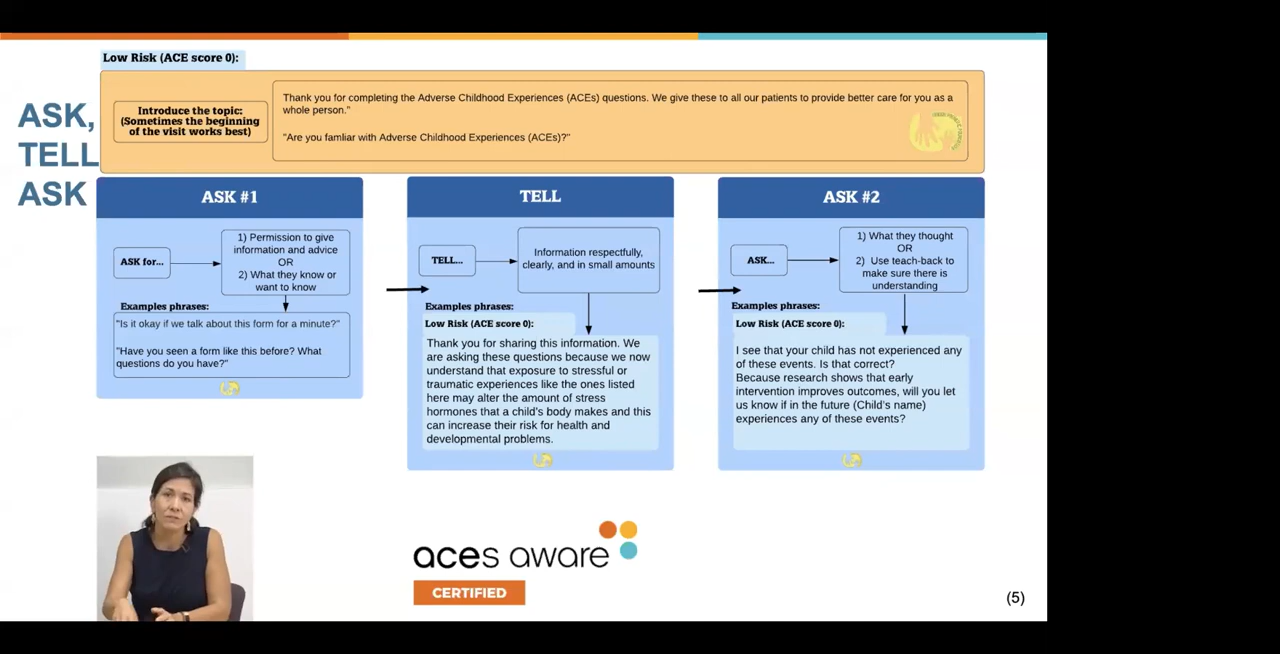 Low Risk (ACE score 0):
ASK,
TELL
ASK
Introduce the topic:
(Sometimes the beginning
of the visit works best)
Thank you for completing the Adverse Childhood Experiences (ACEs) questions. We give these to all our patients to provide better care for you as a
whole person."
"Are you famliar with Adverse Childhood Experiences (ACEs)?"
ASK #1
ASK for...
1) Permission to give
information and advice
OR
2) What they know or
want to know
Examples phrases:
"Is it okay if we talk about this form for a minute?"
"Have you seen a form like this before? What
questions do you have?"
TELL
TELL...
Information respectfully,
clearly, and in small amounts
Examples phrases:
Low Risk (ACE score 0):
Thank you for sharing this information. We
are asking these questions because we now
understand that exposure to stressful or
traumatic experiences like the ones listed
here may alter the amount of stress
hormones that a child's body makes and this
can increase their risk for health and
developmental problems.
ASK #2
ASK...
1) What they thought
OR
2) Use teach-back to
make sure there is
understanding
Examples phrases:
Low Risk (ACE score 0):
I see that your child has not experienced any
of these events. Is that correct?
Because research shows that early
intervention improves outcomes, will you let
us know if in the future (Child's name)
experiences any of these events?
aces aware
CERTIFIED
(5)